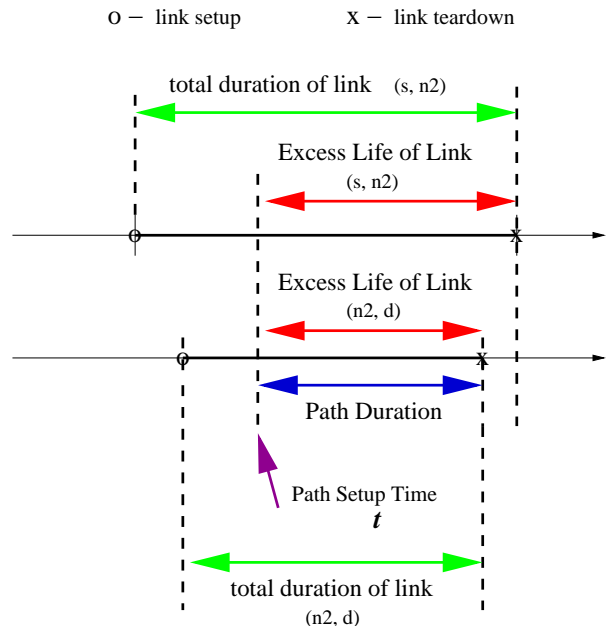 o – link setup x – link teardown
total duration of link (s, n2)
Excess Life of Link
(s, n2)
o x
Excess Life of Link
(n2, d)
o x
Path Duration
Path Setup Time
t
total duration of link
(n2, d)